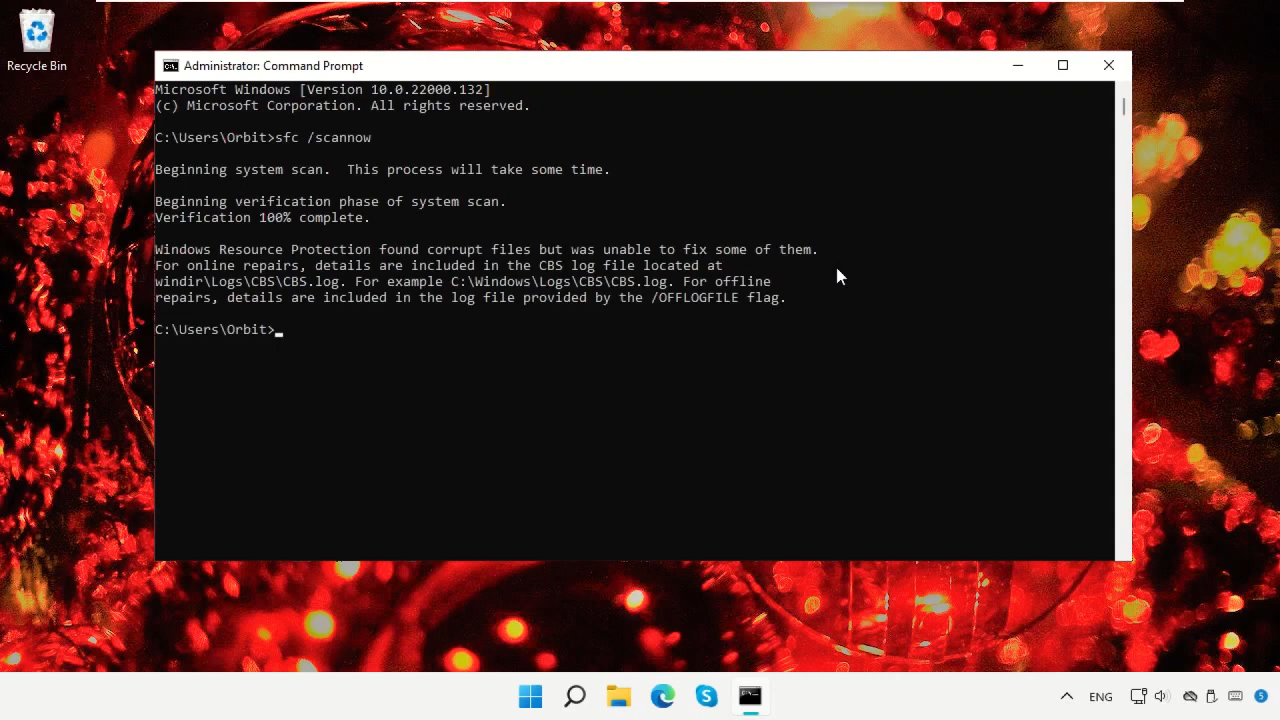 Recycle Bin
Administrator: Command Prompt
Microsoft Windows [Version 10.0.22000.132]
(c) Microsoft Corporation. All rights reserved.
C:\Users\Orbit>sfc /scannow
Beginning system scan.  This process will take some time.
Beginning verification phase of system scan.
Verification 100% complete.
Windows Resource Protection found corrupt files but was unable to fix some of them.
For online repairs, details are included in the CBS log file located at
windir\Logs\CBS\CBS.log. For example C:\Windows\Logs\CBS\CBS.log. For offline
repairs, details are included in the log file provided by the /OFFLOGFILE flag.
C:\Users\Orbit>
ENG
5